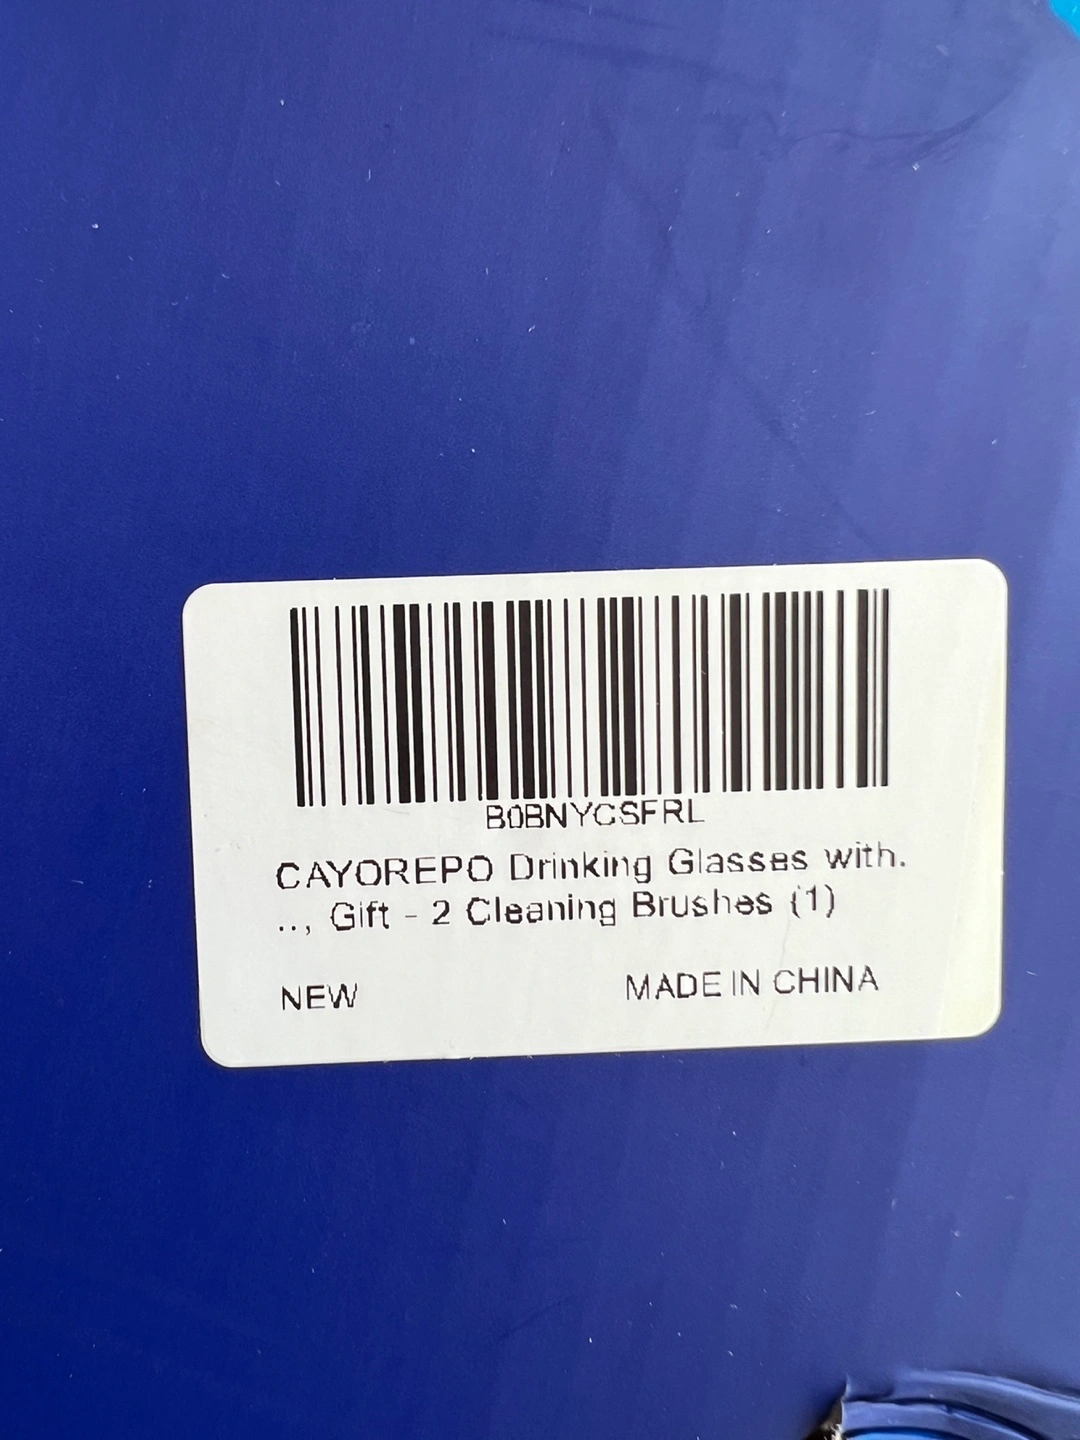 B0BNYCSFRL
CAYOREPO Drinking Glasses with.
.., Gift - 2 Cleaning Brushes (1)
NEW MADE IN CHINA